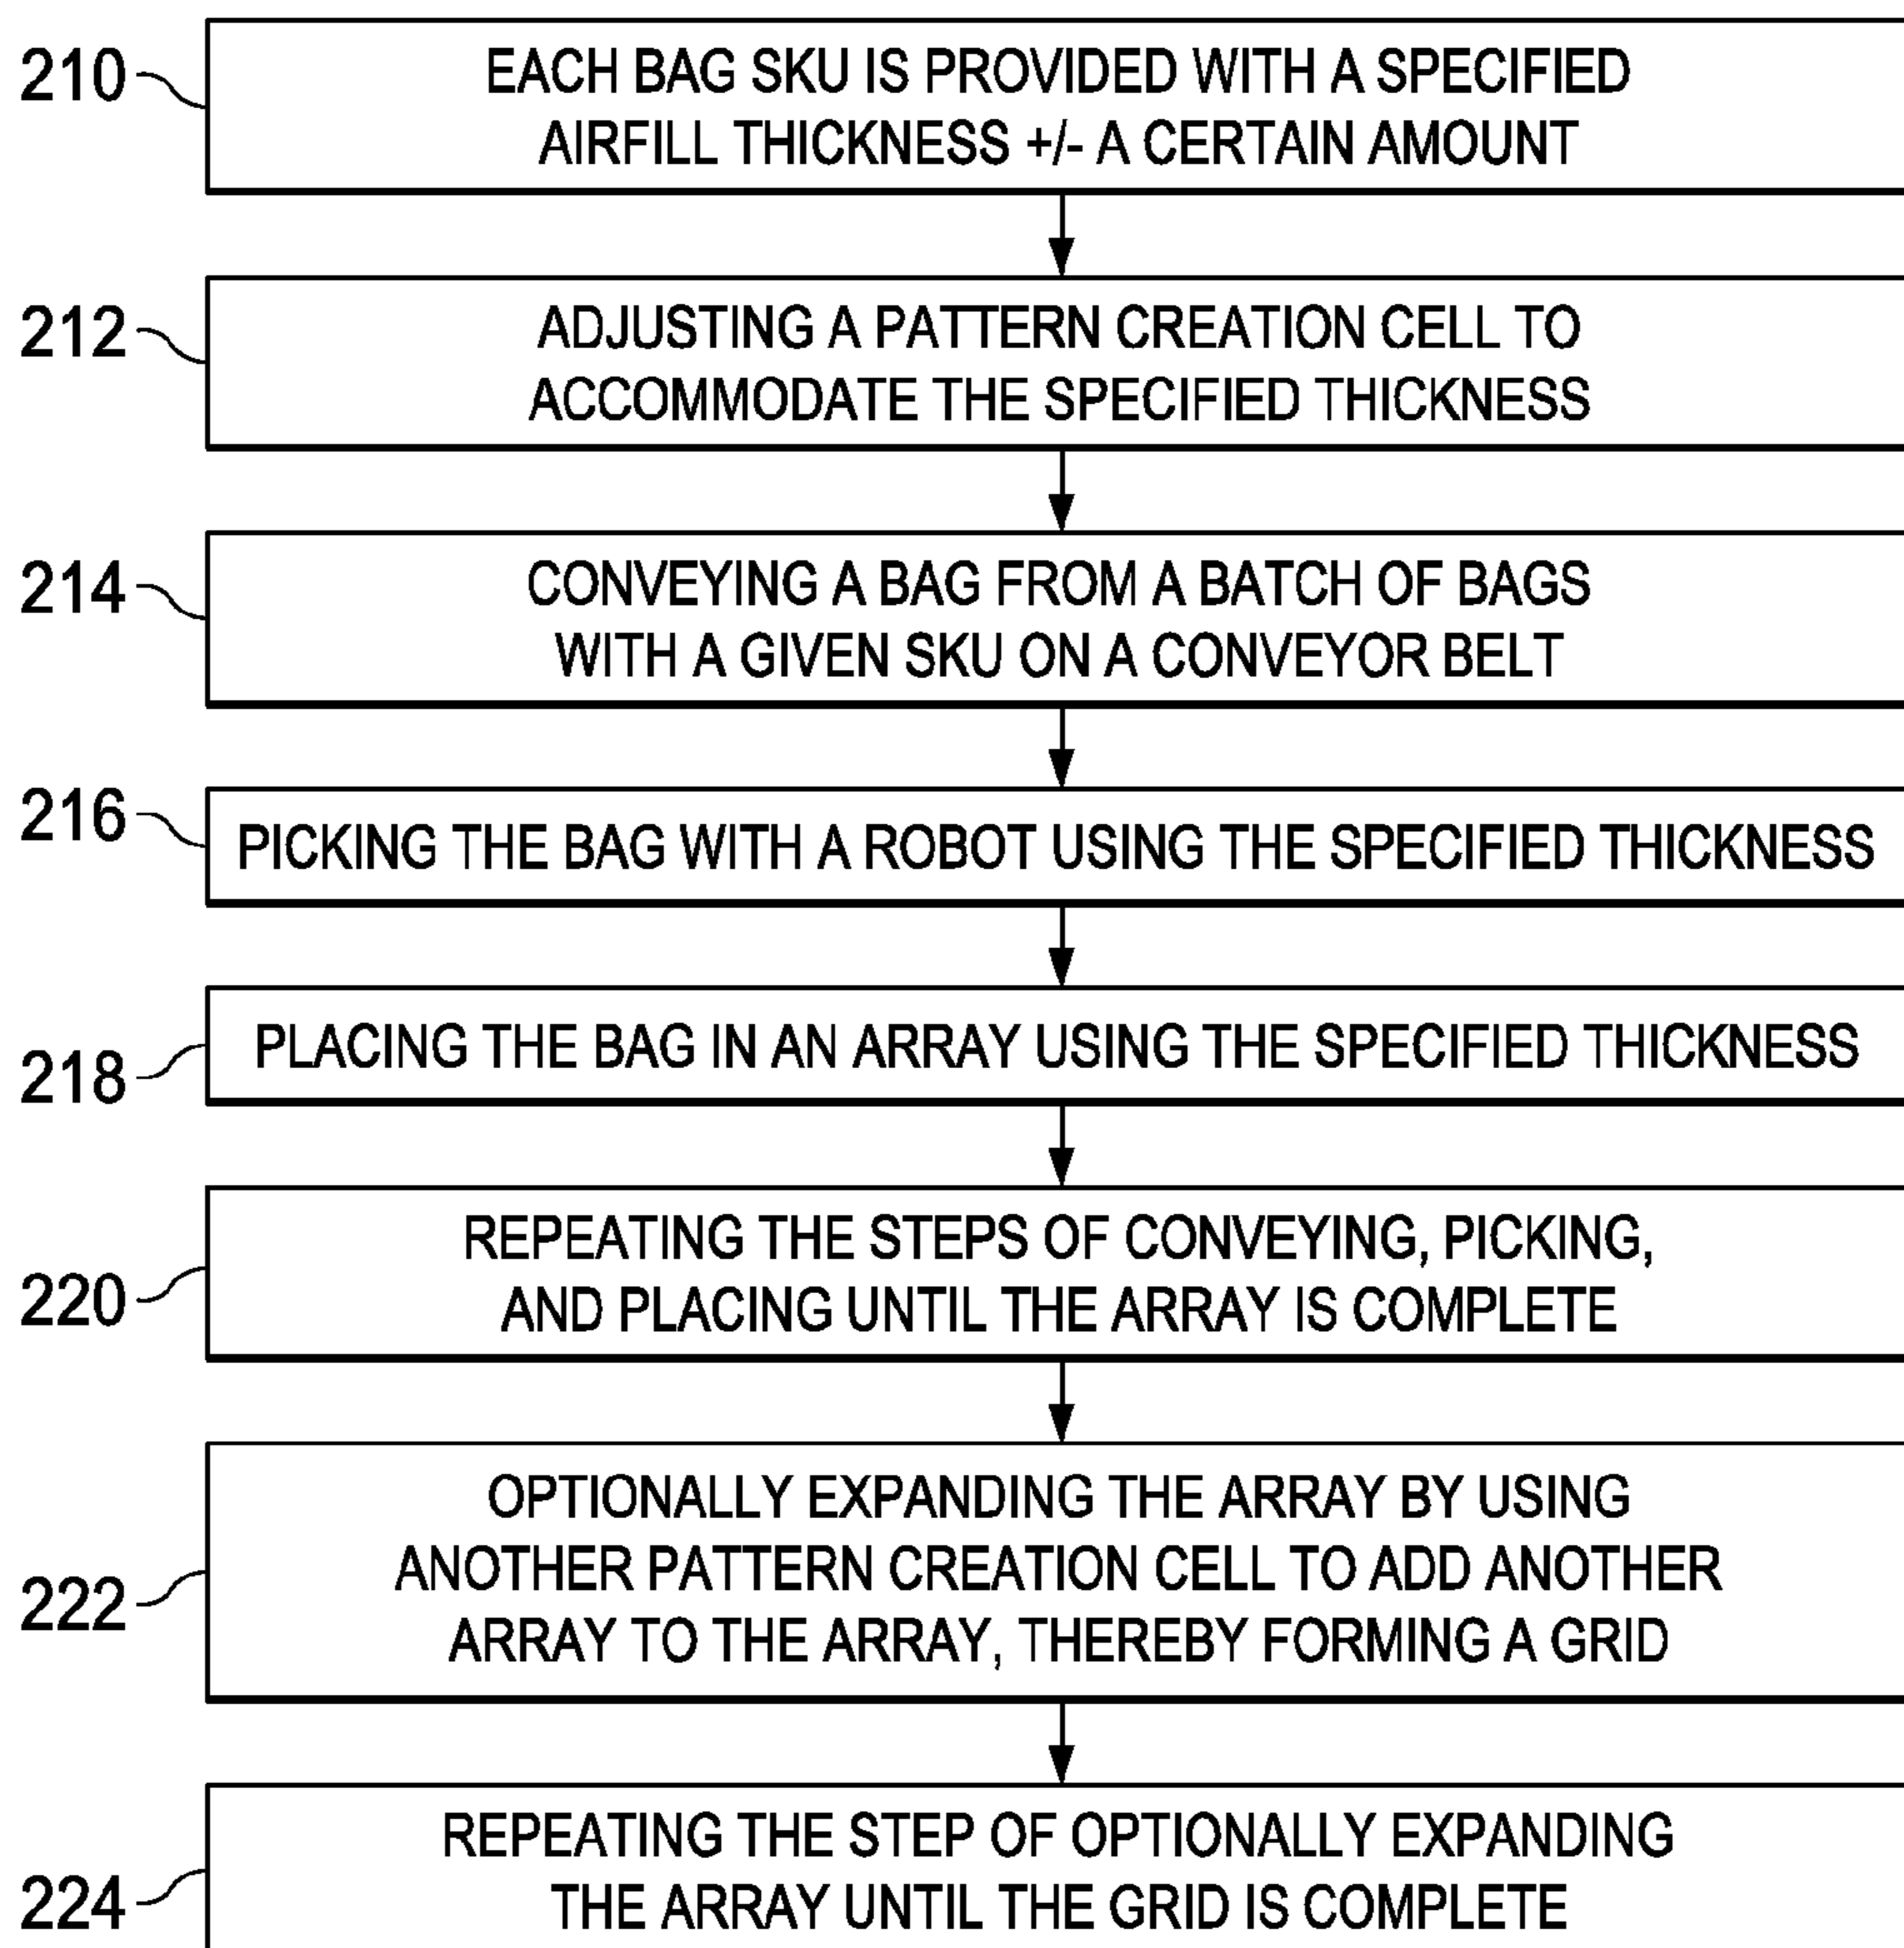 210
EACH BAG SKU IS PROVIDED WITH A SPECIFIED
AIRFILL THICKNESS +/- A CERTAIN AMOUNT
212
ADJUSTING A PATTERN CREATION CELL TO
ACCOMMODATE THE SPECIFIED THICKNESS
214
CONVEYING A BAG FROM A BATCH OF BAGS
WITH A GIVEN SKU ON A CONVEYOR BELT
216
PICKING THE BAG WITH A ROBOT USING THE SPECIFIED THICKNESS
218
PLACING THE BAG IN AN ARRAY USING THE SPECIFIED THICKNESS
220
REPEATING THE STEPS OF CONVEYING, PICKING,
AND PLACING UNTIL THE ARRAY IS COMPLETE
222
OPTIONALLY EXPANDING THE ARRAY BY USING
ANOTHER PATTERN CREATION CELL TO ADD ANOTHER
ARRAY TO THE ARRAY, THEREBY FORMING A GRID
224
REPEATING THE STEP OF OPTIONALLY EXPANDING
THE ARRAY UNTIL THE GRID IS COMPLETE